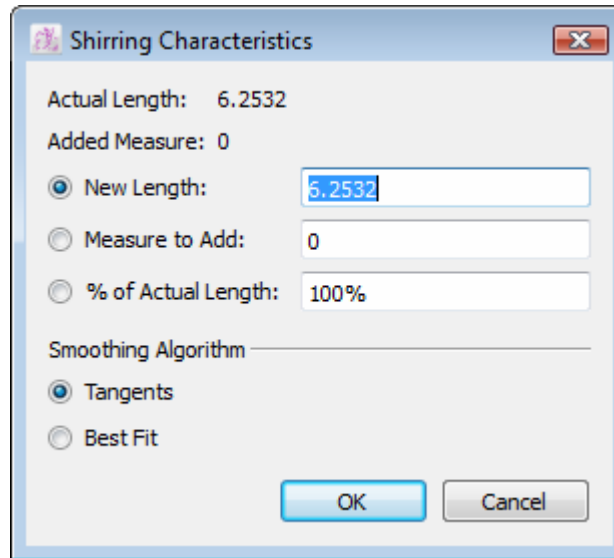 Shirring Characteristics
Actual Length: 6.2532
Added Measure: 0
New Length: 6.2532
Measure to Add: 0
% of Actual Length: 100%
Smoothing Algorithm
Tangents
Best Fit
OK Cancel